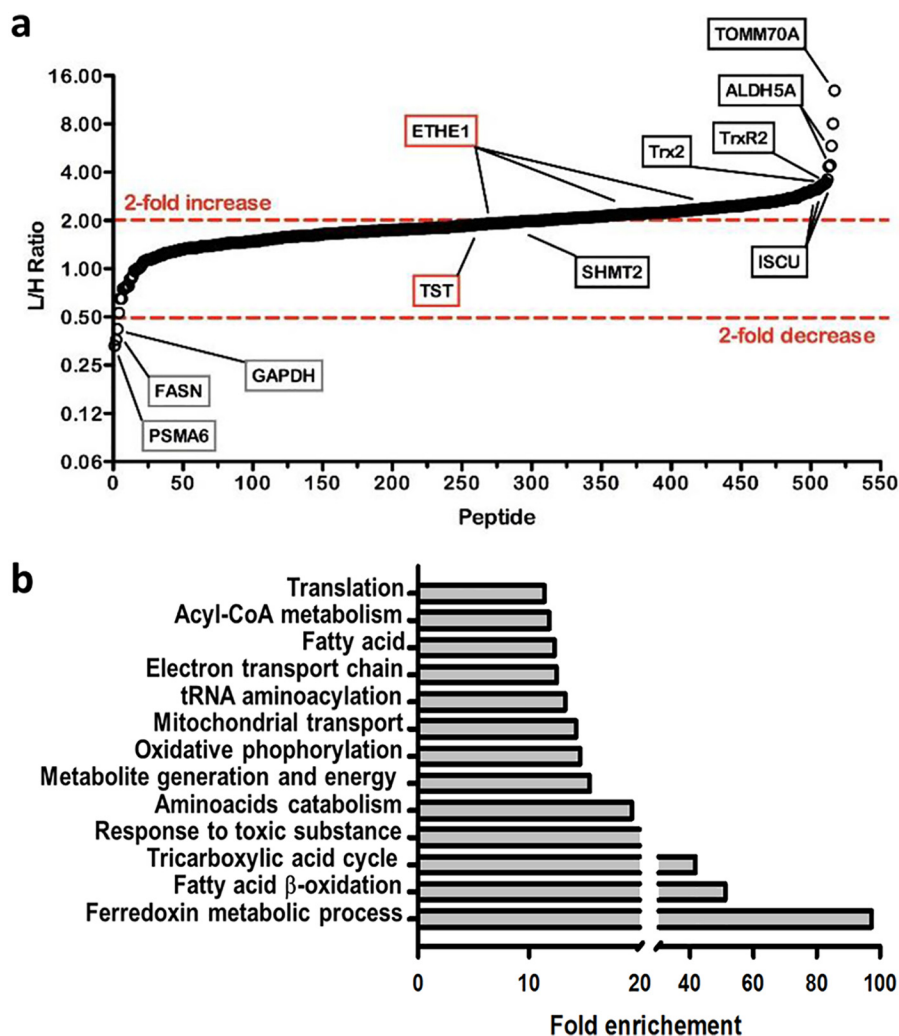 a
TOMM70A
16.00
ALDH5A
8.00
ETHE1
TrxR2
Trx2
4.00
2-fold increase
2.00
L/H Ratio
1.00
TST
SHMT2
ISCU
0.50
2-fold decrease
GAPDH
0.25
FASN
0.12
PSMA6
0.06
0 50 100 150 200 250 300 350 400 450 500 550
Peptide
b
Translation
Acyl-CoA metabolism
Fatty acid
Electron transport chain
tRNA aminoacylation
Mitochondrial transport
Oxidative phophorylation
Metabolite generation and energy
Aminoacids catabolism
Response to toxic substance
Tricarboxylic acid cycle
Fatty acid β-oxidation
Ferredoxin metabolic process
0 10 20 40 60 80 100
Fold enrichement